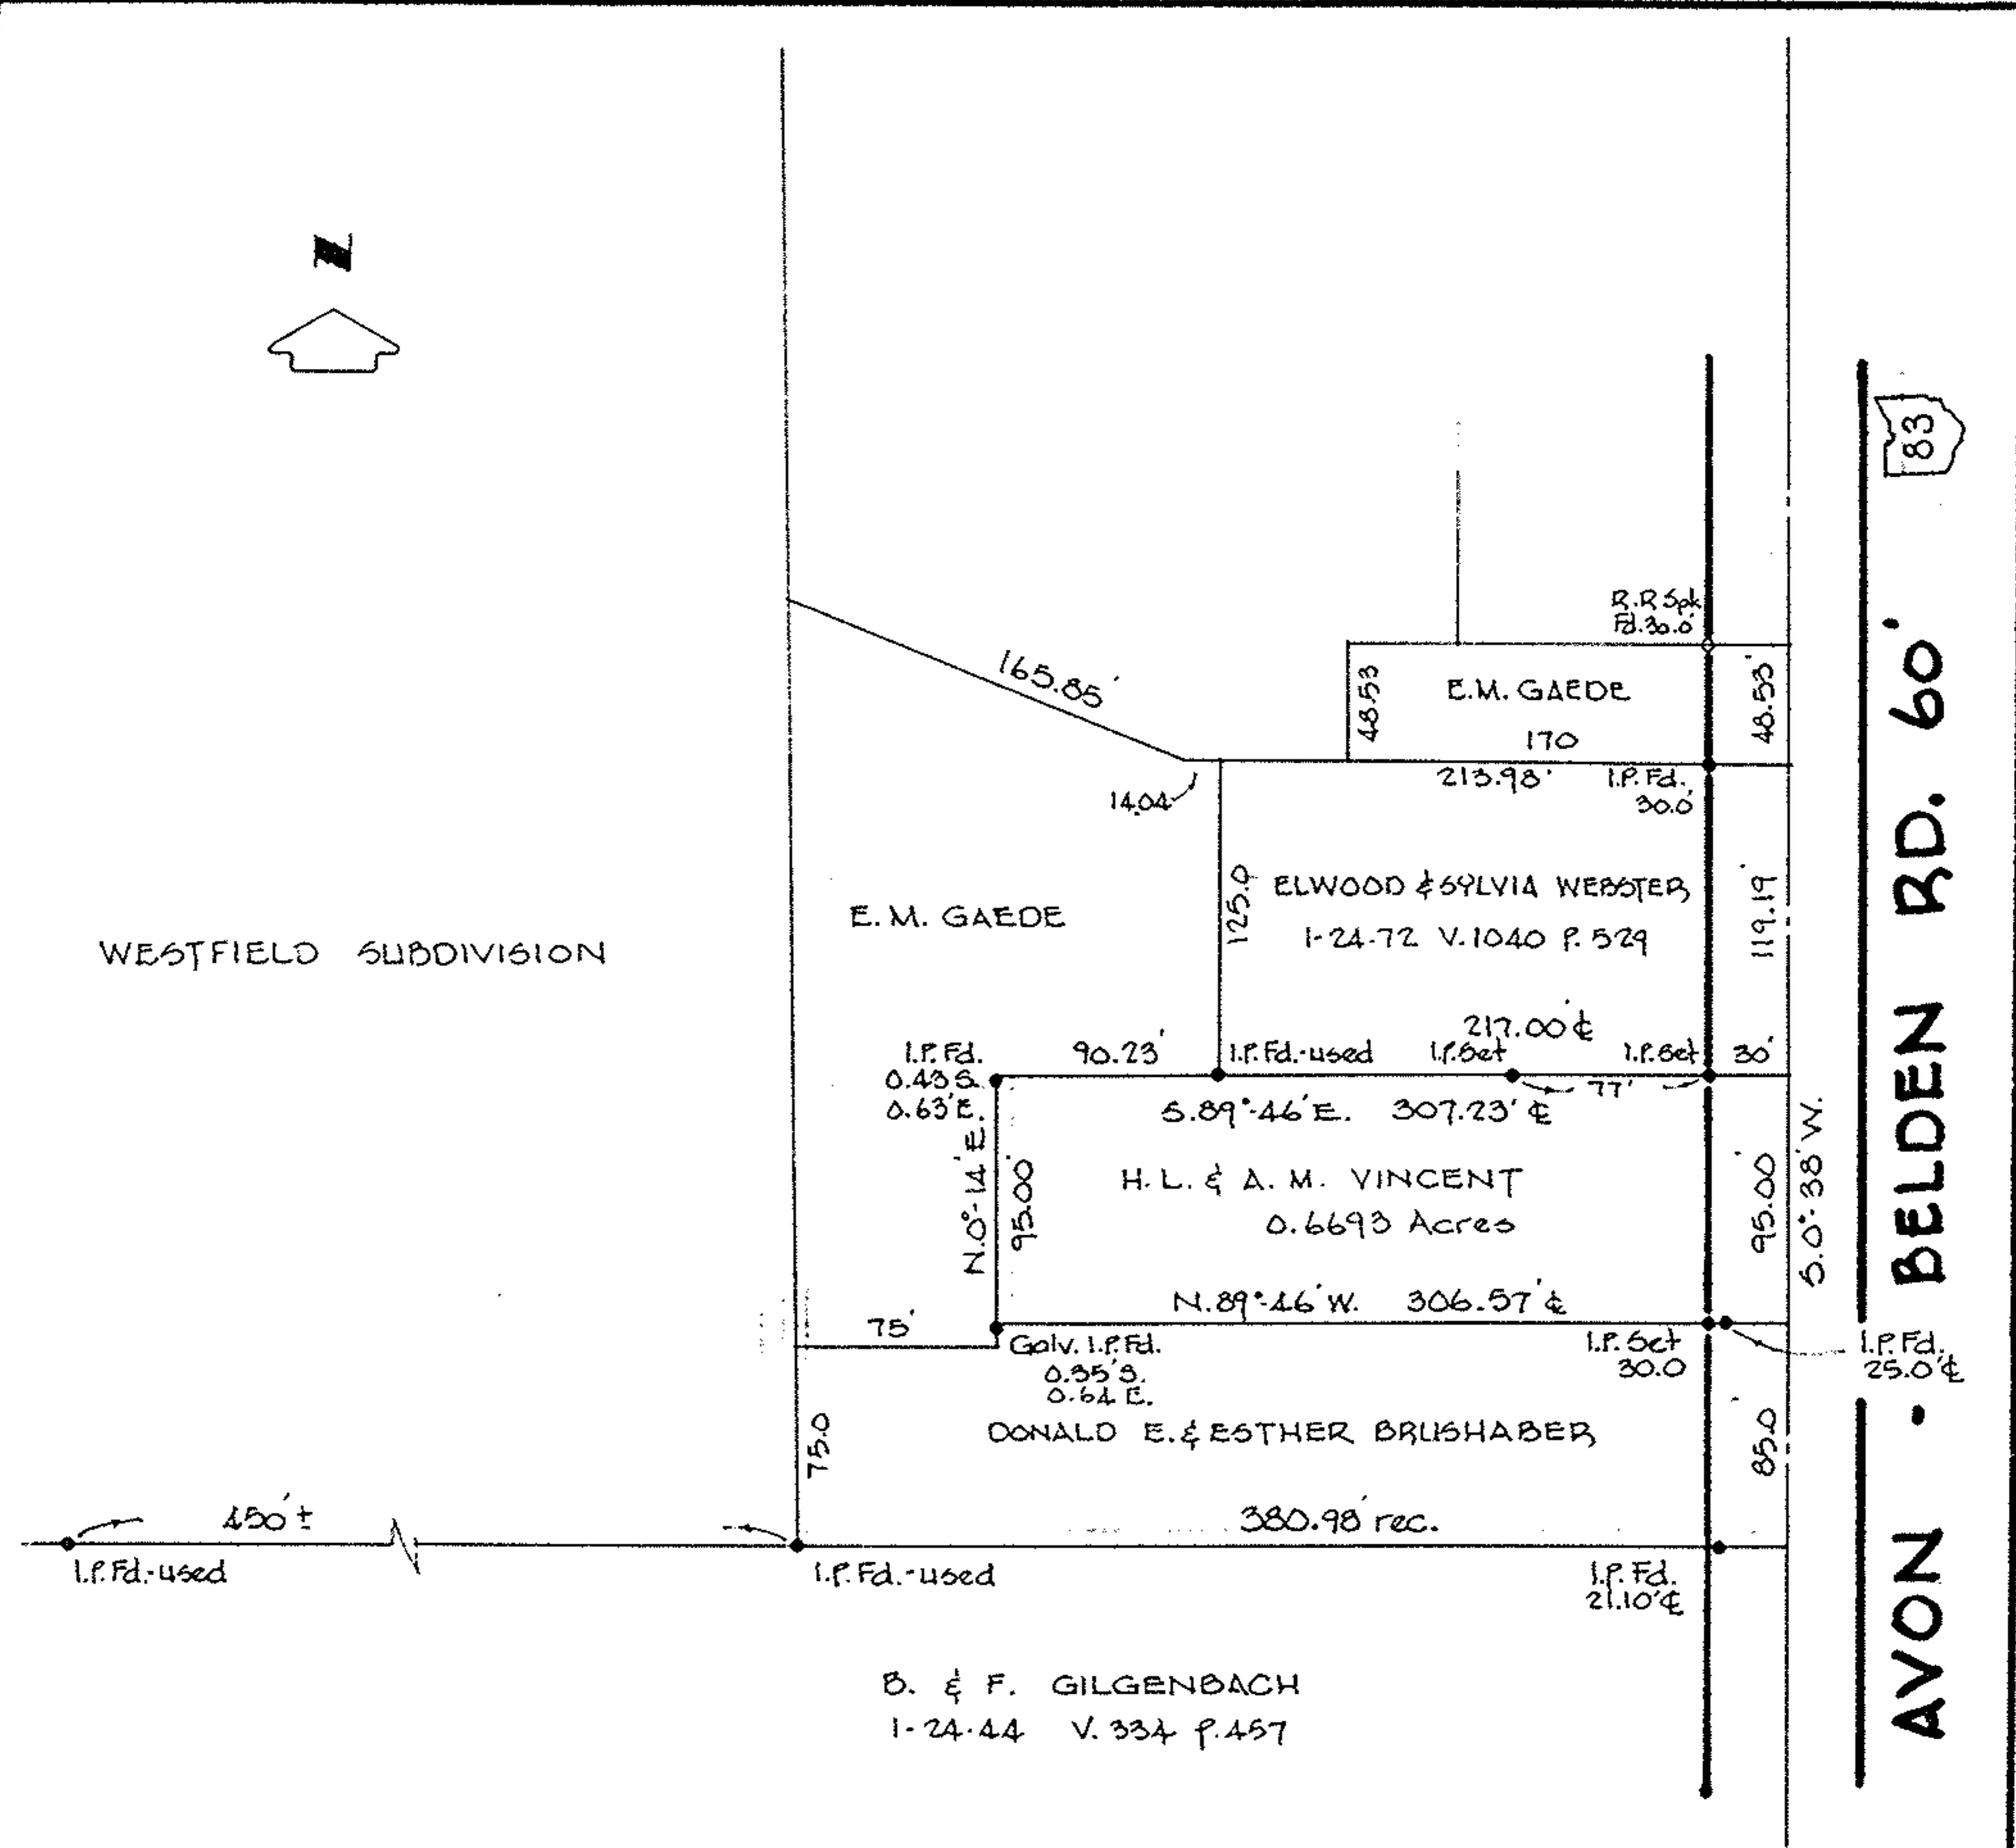 N
83
R.R Spk
Fd. 30.0'
165.85'
48.53
E.M. GAEDE
48.53'
170
213.98'
I.P. Fd.
30.0'
14.04
125.0
ELWOOD & SYLVIA WEBSTER
1-24-72 V. 1040 P. 529
119.19'
E. M. GAEDE
WESTFIELD SUBDIVISION
217.00' ℄
I.P. Fd.
0.43 S.
0.63' E.
90.23'
I.P. Fd.-used
I.P. Set
I.P. Set
30'
77'
S. 89°-46' E. 307.23' ℄
N. 0°-14' E.
95.00'
H. L. & A. M. VINCENT
0.6693 Acres
95.00'
S. 0°-38' W.
N. 89°-46' W. 306.57' ℄
75'
Galv. I.P. Fd.
0.35' S.
0.64 E.
I.P. Set
30.0
I.P. Fd.
25.0' ℄
75.0
DONALD E. & ESTHER BRUSHABER
85.0
450' ±
380.98' rec.
I.P. Fd.-used
I.P. Fd.-used
I.P. Fd.
21.10' ℄
B. & F. GILGENBACH
1-24-44 V. 334 P. 457
AVON - BELDEN RD. 60'